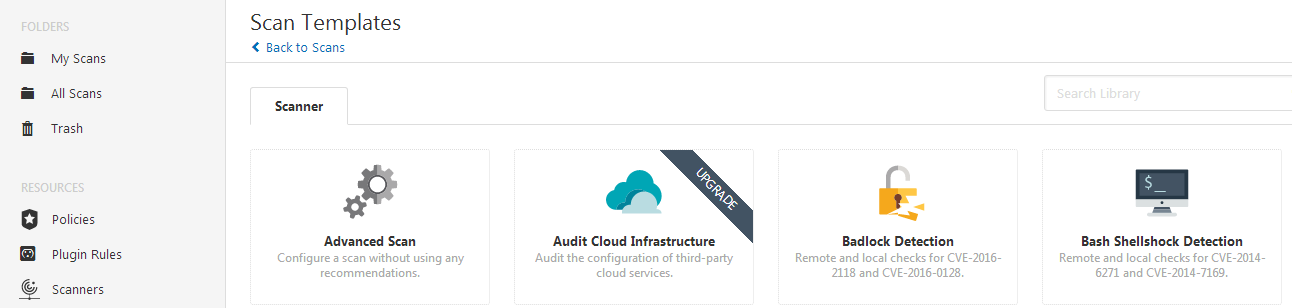 FOLDERS
My Scans
All Scans
Trash
RESOURCES
Policies
Plugin Rules
Scanners
Scan Templates
Back to Scans
Scanner
Search Library
Advanced Scan
Configure a scan without using any
recommendations.
UPGRADE
Audit Cloud Infrastructure
Audit the configuration of third-party
cloud services.
Badlock Detection
Remote and local checks for CVE-2016-
2118 and CVE-2016-0128.
$_
Bash Shellshock Detection
Remote and local checks for CVE-2014-
6271 and CVE-2014-7169.